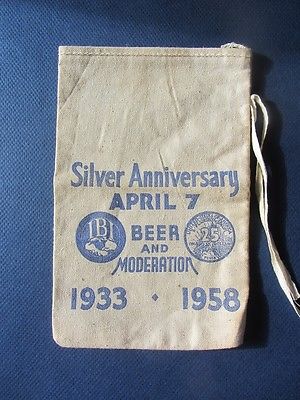 Silver Anniversary
APRIL 7
IBI
BEER
25
AND
MODERATION
1933 · 1958